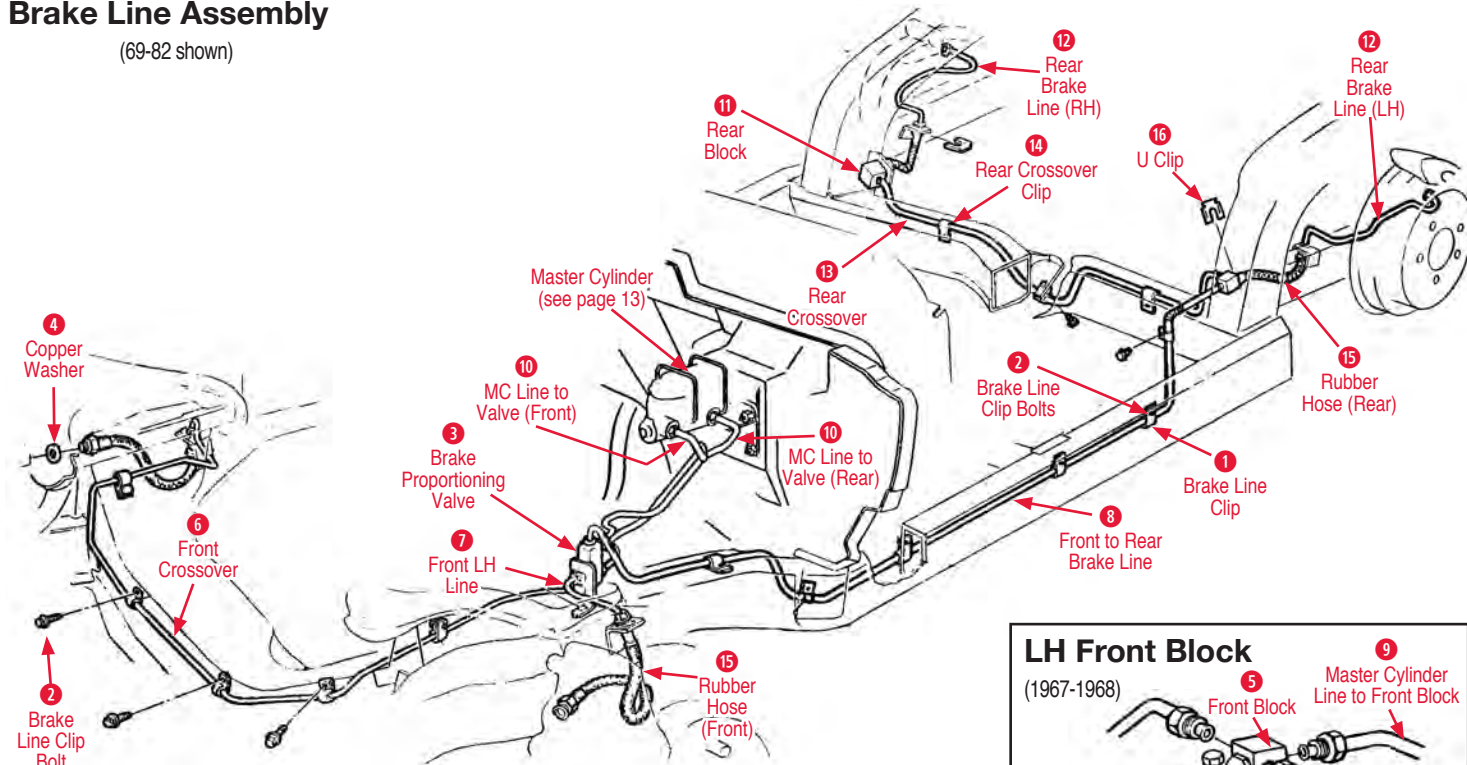 Brake Line Assembly
(69-82 shown)
12
Rear
Brake
Line (RH)
12
Rear
Brake
Line (LH)
11
Rear
Block
14
Rear Crossover
Clip
16
U Clip
13
Rear
Crossover
Master Cylinder
(see page 13)
4
Copper
Washer
10
MC Line to
Valve (Front)
10
MC Line to
Valve (Rear)
2
Brake Line
Clip Bolts
15
Rubber
Hose (Rear)
3
Brake
Proportioning
Valve
1
Brake Line
Clip
6
Front
Crossover
7
Front LH
Line
8
Front to Rear
Brake Line
15
Rubber
Hose
(Front)
2
Brake
Line Clip
Bolt
LH Front Block
(1967-1968)
5
Front Block
9
Master Cylinder
Line to Front Block